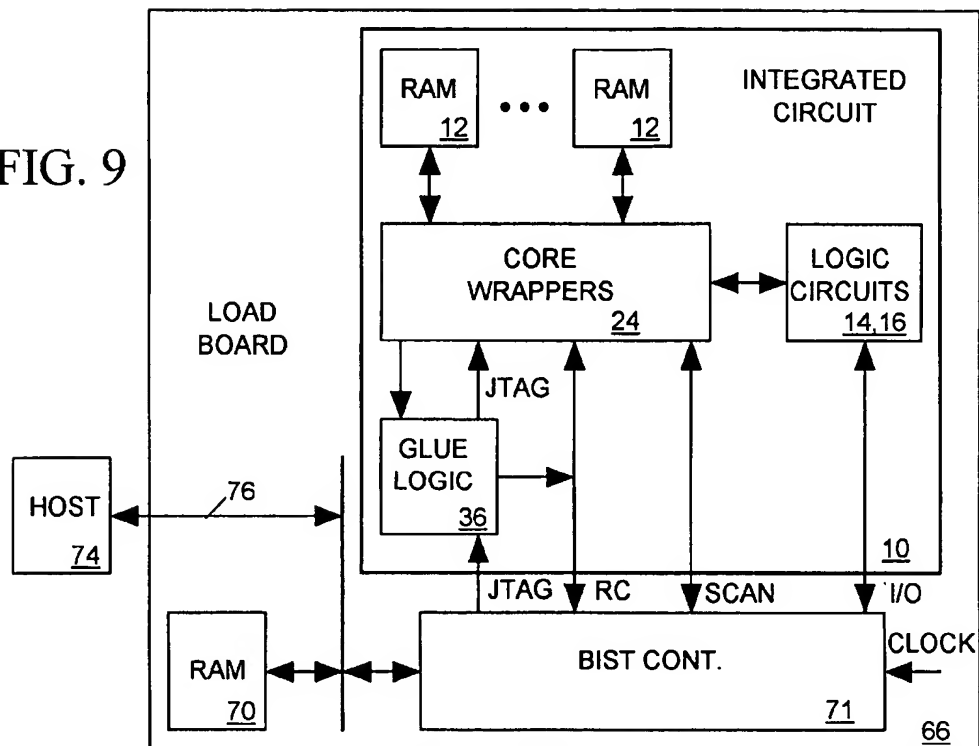 FIG. 9
INTEGRATED
CIRCUIT
RAM
12
•••
RAM
12
CORE
WRAPPERS
24
LOGIC
CIRCUITS
14,16
LOAD
BOARD
JTAG
GLUE
LOGIC
36
HOST
74
76
10
JTAG
RC
SCAN
I/O
RAM
70
BIST CONT.
71
CLOCK
66